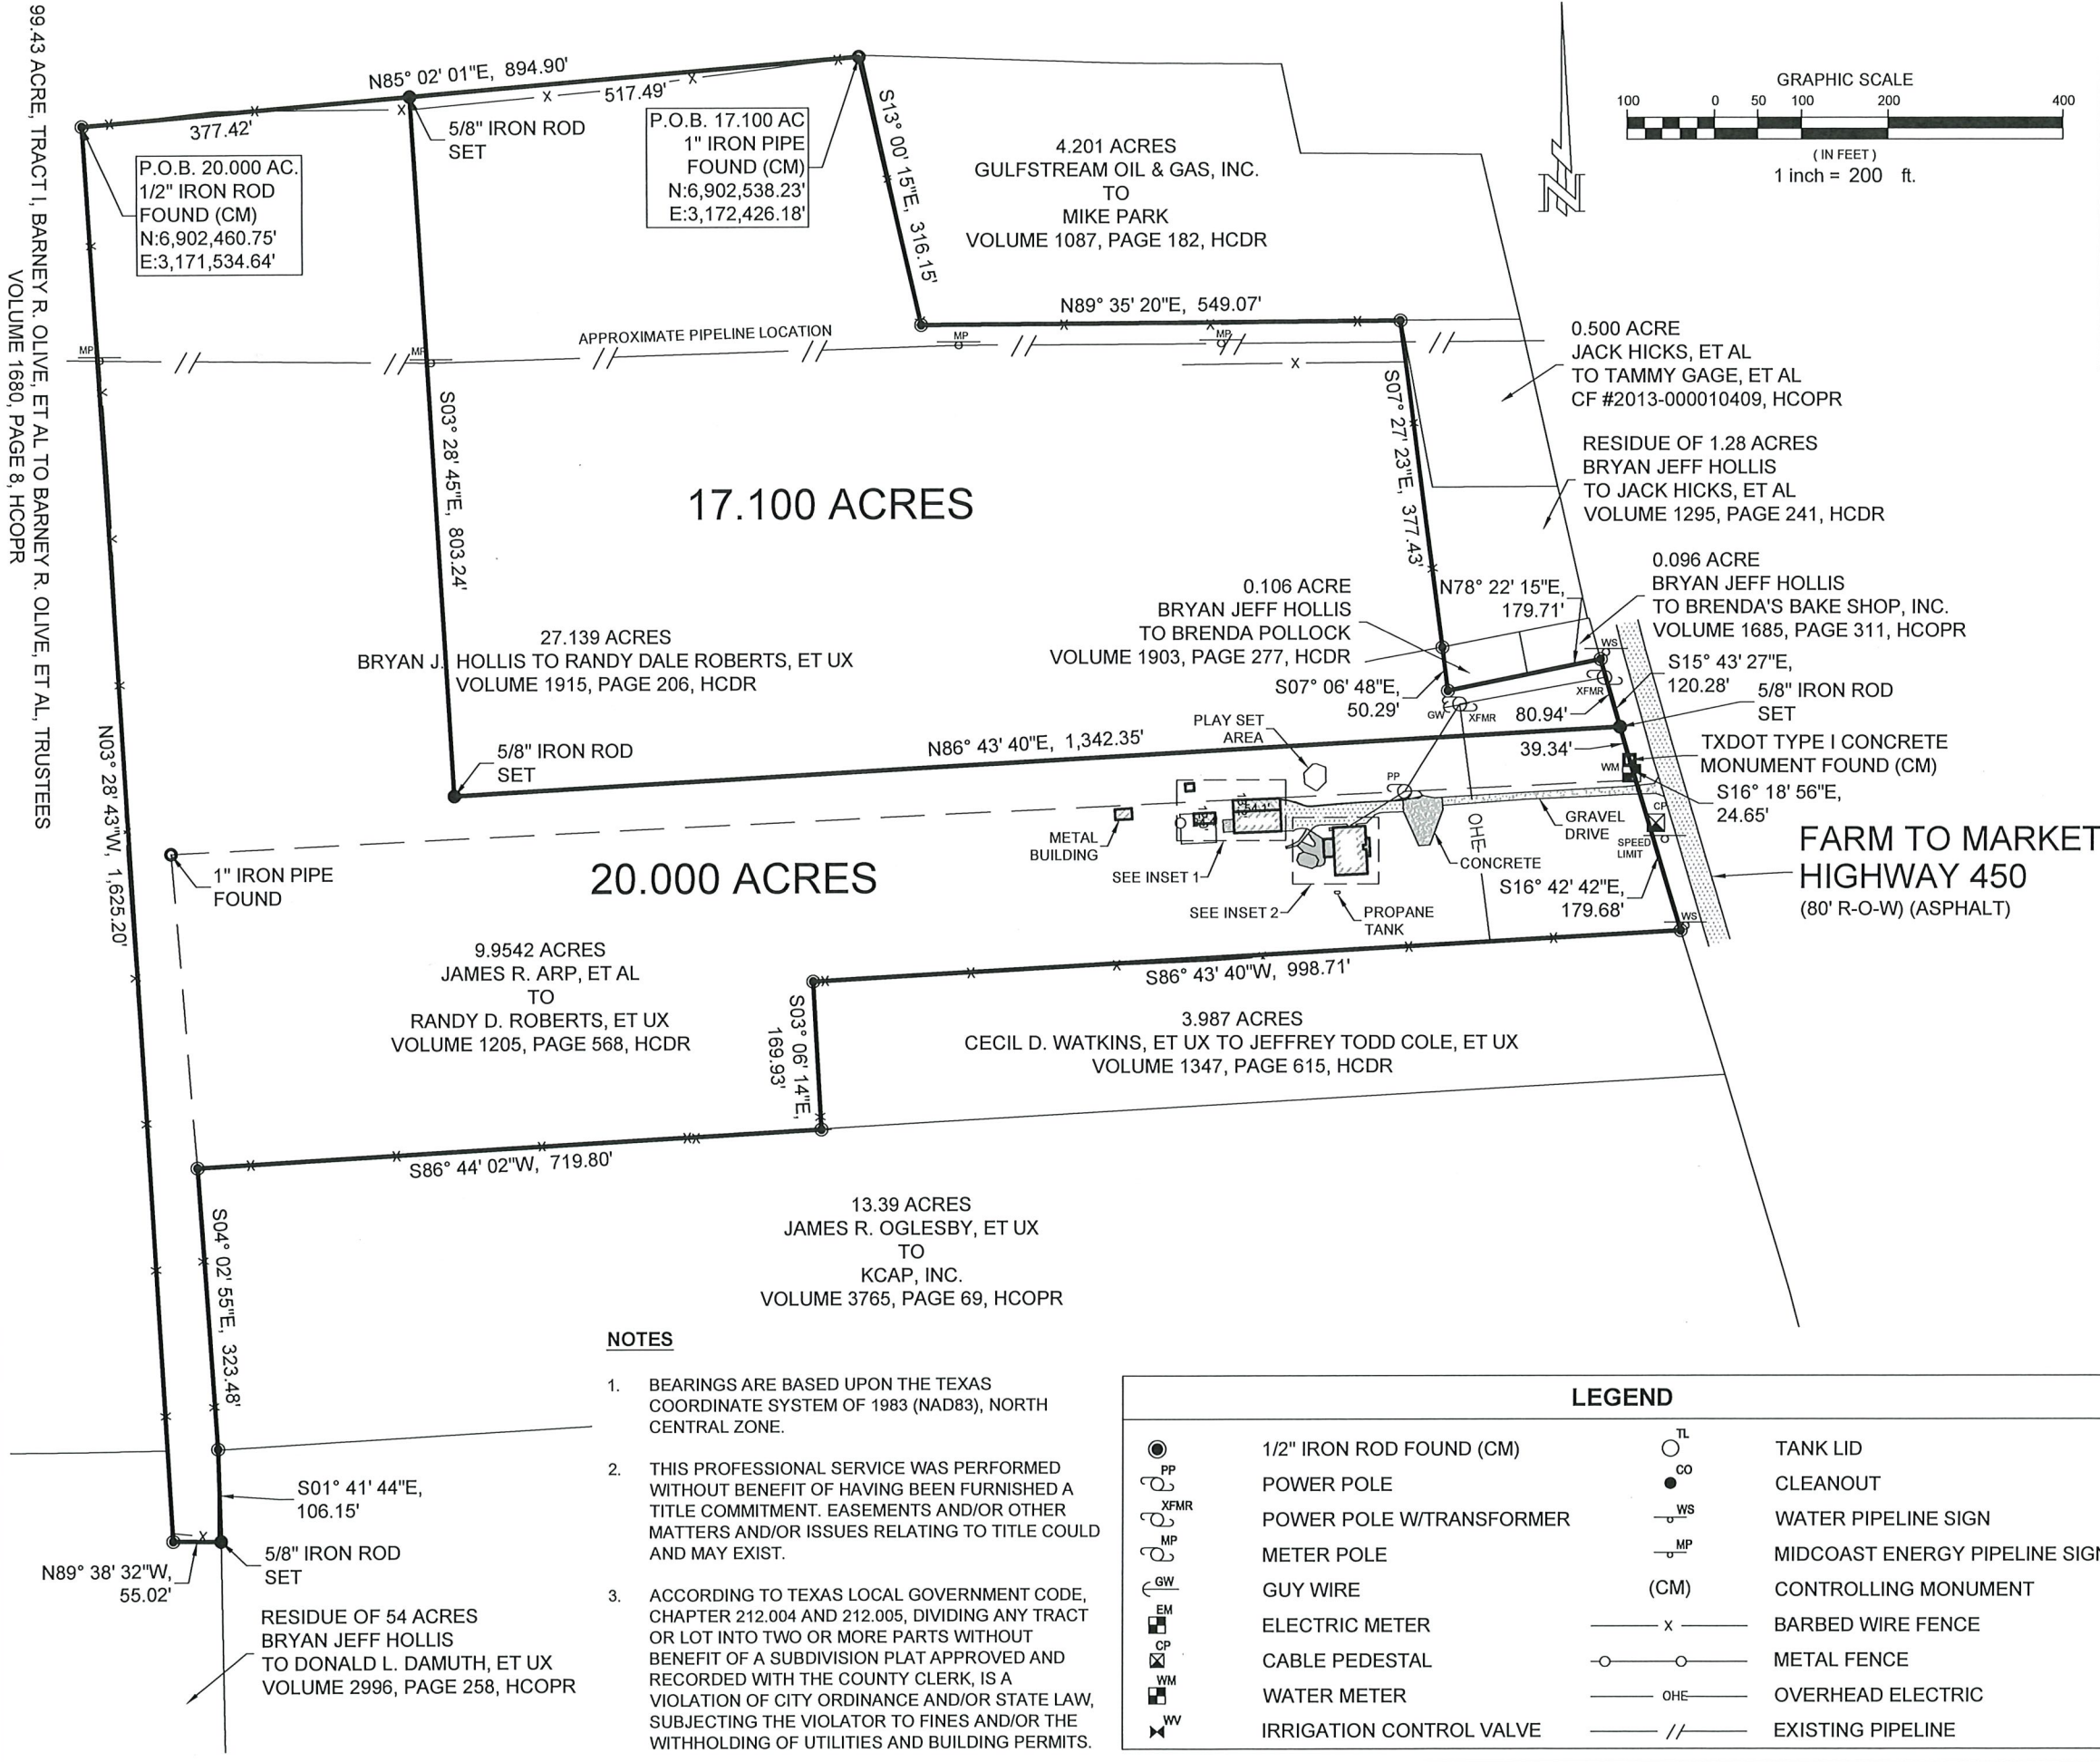 99.43 ACRE, TRACT I, BARNEY R. OLIVE, ET AL TO BARNEY R. OLIVE, ET AL, TRUSTEES
VOLUME 1680, PAGE 8, HCOPR
N85° 02' 01"E, 894.90'
517.49'
377.42'
5/8" IRON ROD
SET
P.O.B. 20.000 AC.
1/2" IRON ROD
FOUND (CM)
N:6,902,460.75'
E:3,171,534.64'
P.O.B. 17.100 AC
1" IRON PIPE
FOUND (CM)
N:6,902,538.23'
E:3,172,426.18'
S13° 00' 15"E, 316.15'
4.201 ACRES
GULFSTREAM OIL & GAS, INC.
TO
MIKE PARK
VOLUME 1087, PAGE 182, HCDR
N
GRAPHIC SCALE
100 0 50 100 200 400
( IN FEET )
1 inch = 200 ft.
N89° 35' 20"E, 549.07'
APPROXIMATE PIPELINE LOCATION
MP
MP
MP
MP
0.500 ACRE
JACK HICKS, ET AL
TO TAMMY GAGE, ET AL
CF #2013-000010409, HCOPR
S03° 28' 45"E, 803.24'
S07° 27' 23"E, 377.43'
RESIDUE OF 1.28 ACRES
BRYAN JEFF HOLLIS
TO JACK HICKS, ET AL
VOLUME 1295, PAGE 241, HCDR
17.100 ACRES
0.106 ACRE
BRYAN JEFF HOLLIS
TO BRENDA POLLOCK
VOLUME 1903, PAGE 277, HCDR
N78° 22' 15"E,
179.71'
0.096 ACRE
BRYAN JEFF HOLLIS
TO BRENDA'S BAKE SHOP, INC.
VOLUME 1685, PAGE 311, HCOPR
27.139 ACRES
BRYAN J. HOLLIS TO RANDY DALE ROBERTS, ET UX
VOLUME 1915, PAGE 206, HCDR
WS
S15° 43' 27"E,
120.28'
S07° 06' 48"E,
50.29'
XFMR
GW
XFMR
80.94'
5/8" IRON ROD
SET
PLAY SET
AREA
N86° 43' 40"E, 1,342.35'
39.34'
TXDOT TYPE I CONCRETE
MONUMENT FOUND (CM)
5/8" IRON ROD
SET
WM
PP
S16° 18' 56"E,
24.65'
N03° 28' 43"W, 1,625.20'
CP
GRAVEL
DRIVE
SPEED
LIMIT
METAL
BUILDING
OHE
CONCRETE
FARM TO MARKET
HIGHWAY 450
(80' R-O-W) (ASPHALT)
1" IRON PIPE
FOUND
20.000 ACRES
SEE INSET 1
SEE INSET 2
PROPANE
TANK
S16° 42' 42"E,
179.68'
WS
9.9542 ACRES
JAMES R. ARP, ET AL
TO
RANDY D. ROBERTS, ET UX
VOLUME 1205, PAGE 568, HCDR
S86° 43' 40"W, 998.71'
S03° 06' 14"E,
169.93'
3.987 ACRES
CECIL D. WATKINS, ET UX TO JEFFREY TODD COLE, ET UX
VOLUME 1347, PAGE 615, HCDR
S86° 44' 02"W, 719.80'
S04° 02' 55"E, 323.48'
13.39 ACRES
JAMES R. OGLESBY, ET UX
TO
KCAP, INC.
VOLUME 3765, PAGE 69, HCOPR
S01° 41' 44"E,
106.15'
5/8" IRON ROD
SET
N89° 38' 32"W,
55.02'
RESIDUE OF 54 ACRES
BRYAN JEFF HOLLIS
TO DONALD L. DAMUTH, ET UX
VOLUME 2996, PAGE 258, HCOPR
NOTES
1. BEARINGS ARE BASED UPON THE TEXAS
COORDINATE SYSTEM OF 1983 (NAD83), NORTH
CENTRAL ZONE.
2. THIS PROFESSIONAL SERVICE WAS PERFORMED
WITHOUT BENEFIT OF HAVING BEEN FURNISHED A
TITLE COMMITMENT. EASEMENTS AND/OR OTHER
MATTERS AND/OR ISSUES RELATING TO TITLE COULD
AND MAY EXIST.
3. ACCORDING TO TEXAS LOCAL GOVERNMENT CODE,
CHAPTER 212.004 AND 212.005, DIVIDING ANY TRACT
OR LOT INTO TWO OR MORE PARTS WITHOUT
BENEFIT OF A SUBDIVISION PLAT APPROVED AND
RECORDED WITH THE COUNTY CLERK, IS A
VIOLATION OF CITY ORDINANCE AND/OR STATE LAW,
SUBJECTING THE VIOLATOR TO FINES AND/OR THE
WITHHOLDING OF UTILITIES AND BUILDING PERMITS.
LEGEND
1/2" IRON ROD FOUND (CM)
PP POWER POLE
XFMR POWER POLE W/TRANSFORMER
MP METER POLE
GW GUY WIRE
EM ELECTRIC METER
CP CABLE PEDESTAL
WM WATER METER
WV IRRIGATION CONTROL VALVE
TL TANK LID
CO CLEANOUT
WS WATER PIPELINE SIGN
MP MIDCOAST ENERGY PIPELINE SIGN
(CM) CONTROLLING MONUMENT
X BARBED WIRE FENCE
METAL FENCE
OHE OVERHEAD ELECTRIC
// EXISTING PIPELINE